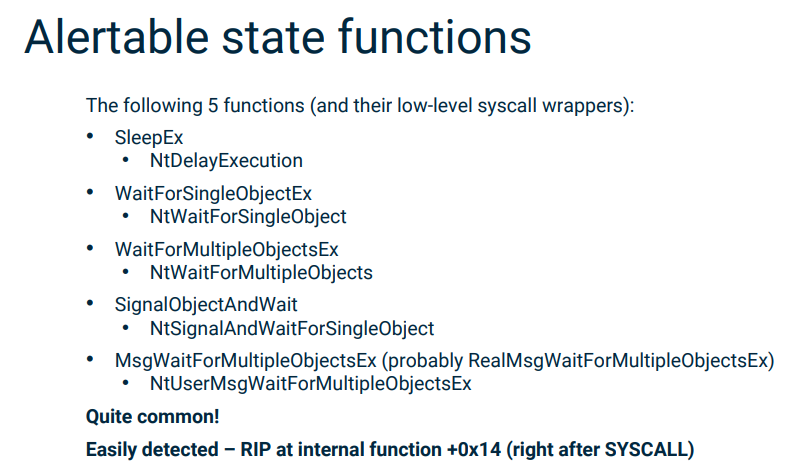 Alertable state functions
The following 5 functions (and their low-level syscall wrappers):
• SleepEx
• NtDelayExecution
• WaitForSingleObjectEx
• NtWaitForSingleObject
• WaitForMultipleObjectsEx
• NtWaitForMultipleObjects
• SignalObjectAndWait
• NtSignalAndWaitForSingleObject
• MsgWaitForMultipleObjectsEx (probably RealMsgWaitForMultipleObjectsEx)
• NtUserMsgWaitForMultipleObjectsEx
Quite common!
Easily detected – RIP at internal function +0x14 (right after SYSCALL)